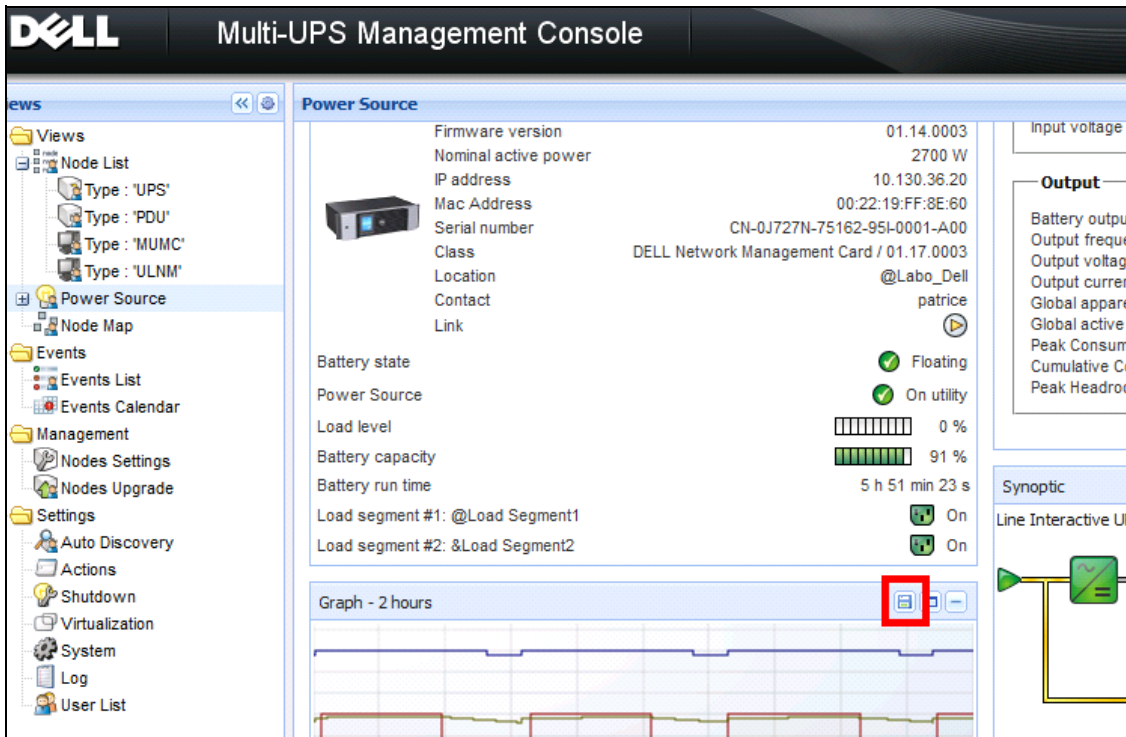 DELL Multi-UPS Management Console
ews
Views
Node List
Type : 'UPS'
Type : 'PDU'
Type : 'MUMC'
Type : 'ULNM'
Power Source
Node Map
Events
Events List
Events Calendar
Management
Nodes Settings
Nodes Upgrade
Settings
Auto Discovery
Actions
Shutdown
Virtualization
System
Log
User List
Power Source
Firmware version 01.14.0003
Nominal active power 2700 W
IP address 10.130.36.20
Mac Address 00:22:19:FF:8E:60
Serial number CN-0J727N-75162-95I-0001-A00
Class DELL Network Management Card / 01.17.0003
Location @Labo_Dell
Contact patrice
Link
Battery state Floating
Power Source On utility
Load level 0 %
Battery capacity 91 %
Battery run time 5 h 51 min 23 s
Load segment #1: @Load Segment1 On
Load segment #2: &Load Segment2 On
Graph - 2 hours
Input voltage
Output
Battery outpu
Output freque
Output voltag
Output curren
Global appare
Global active
Peak Consum
Cumulative Co
Peak Headroo
Synoptic
Line Interactive U